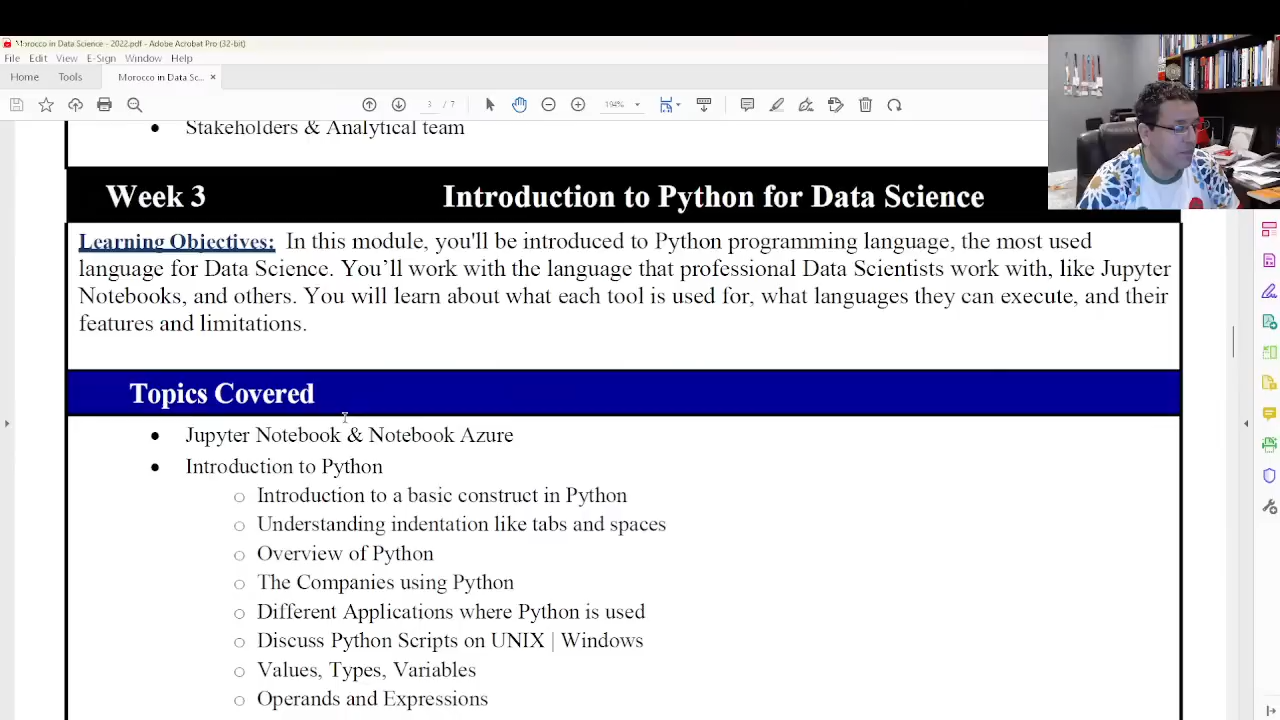 Morocco in Data Science - 2022.pdf - Adobe Acrobat Pro (32-bit)
File Edit View E-Sign Window Help
Home Tools Morocco in Data Sc... ×
3 / 7 194%
• Stakeholders & Analytical team
Week 3 Introduction to Python for Data Science
Learning Objectives: In this module, you'll be introduced to Python programming language, the most used
language for Data Science. You’ll work with the language that professional Data Scientists work with, like Jupyter
Notebooks, and others. You will learn about what each tool is used for, what languages they can execute, and their
features and limitations.
Topics Covered
• Jupyter Notebook & Notebook Azure
• Introduction to Python
○ Introduction to a basic construct in Python
○ Understanding indentation like tabs and spaces
○ Overview of Python
○ The Companies using Python
○ Different Applications where Python is used
○ Discuss Python Scripts on UNIX | Windows
○ Values, Types, Variables
○ Operands and Expressions